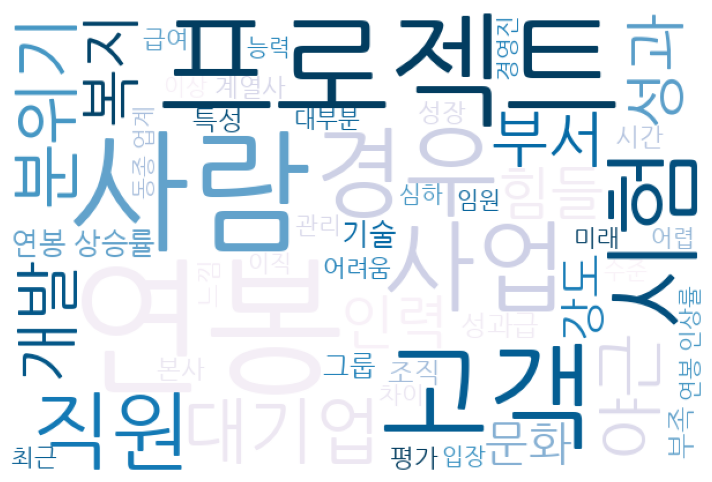 프로젝트
급여
능력
경영진
성과
복지
분위기
이상
계열사
특성
대부분
성장
부서
시간
동종 업계
사람
경우
힘들
시험
심하
임원
관리
기술
사업
미래
어렵
연봉 상승률
이직
어려움
수준
개발
느낌
연봉
인력
성과급
강도
연봉 인상률
본사
그룹
조직
고객
야근
차이
직원
대기업
문화
부족
최근
평가
입장